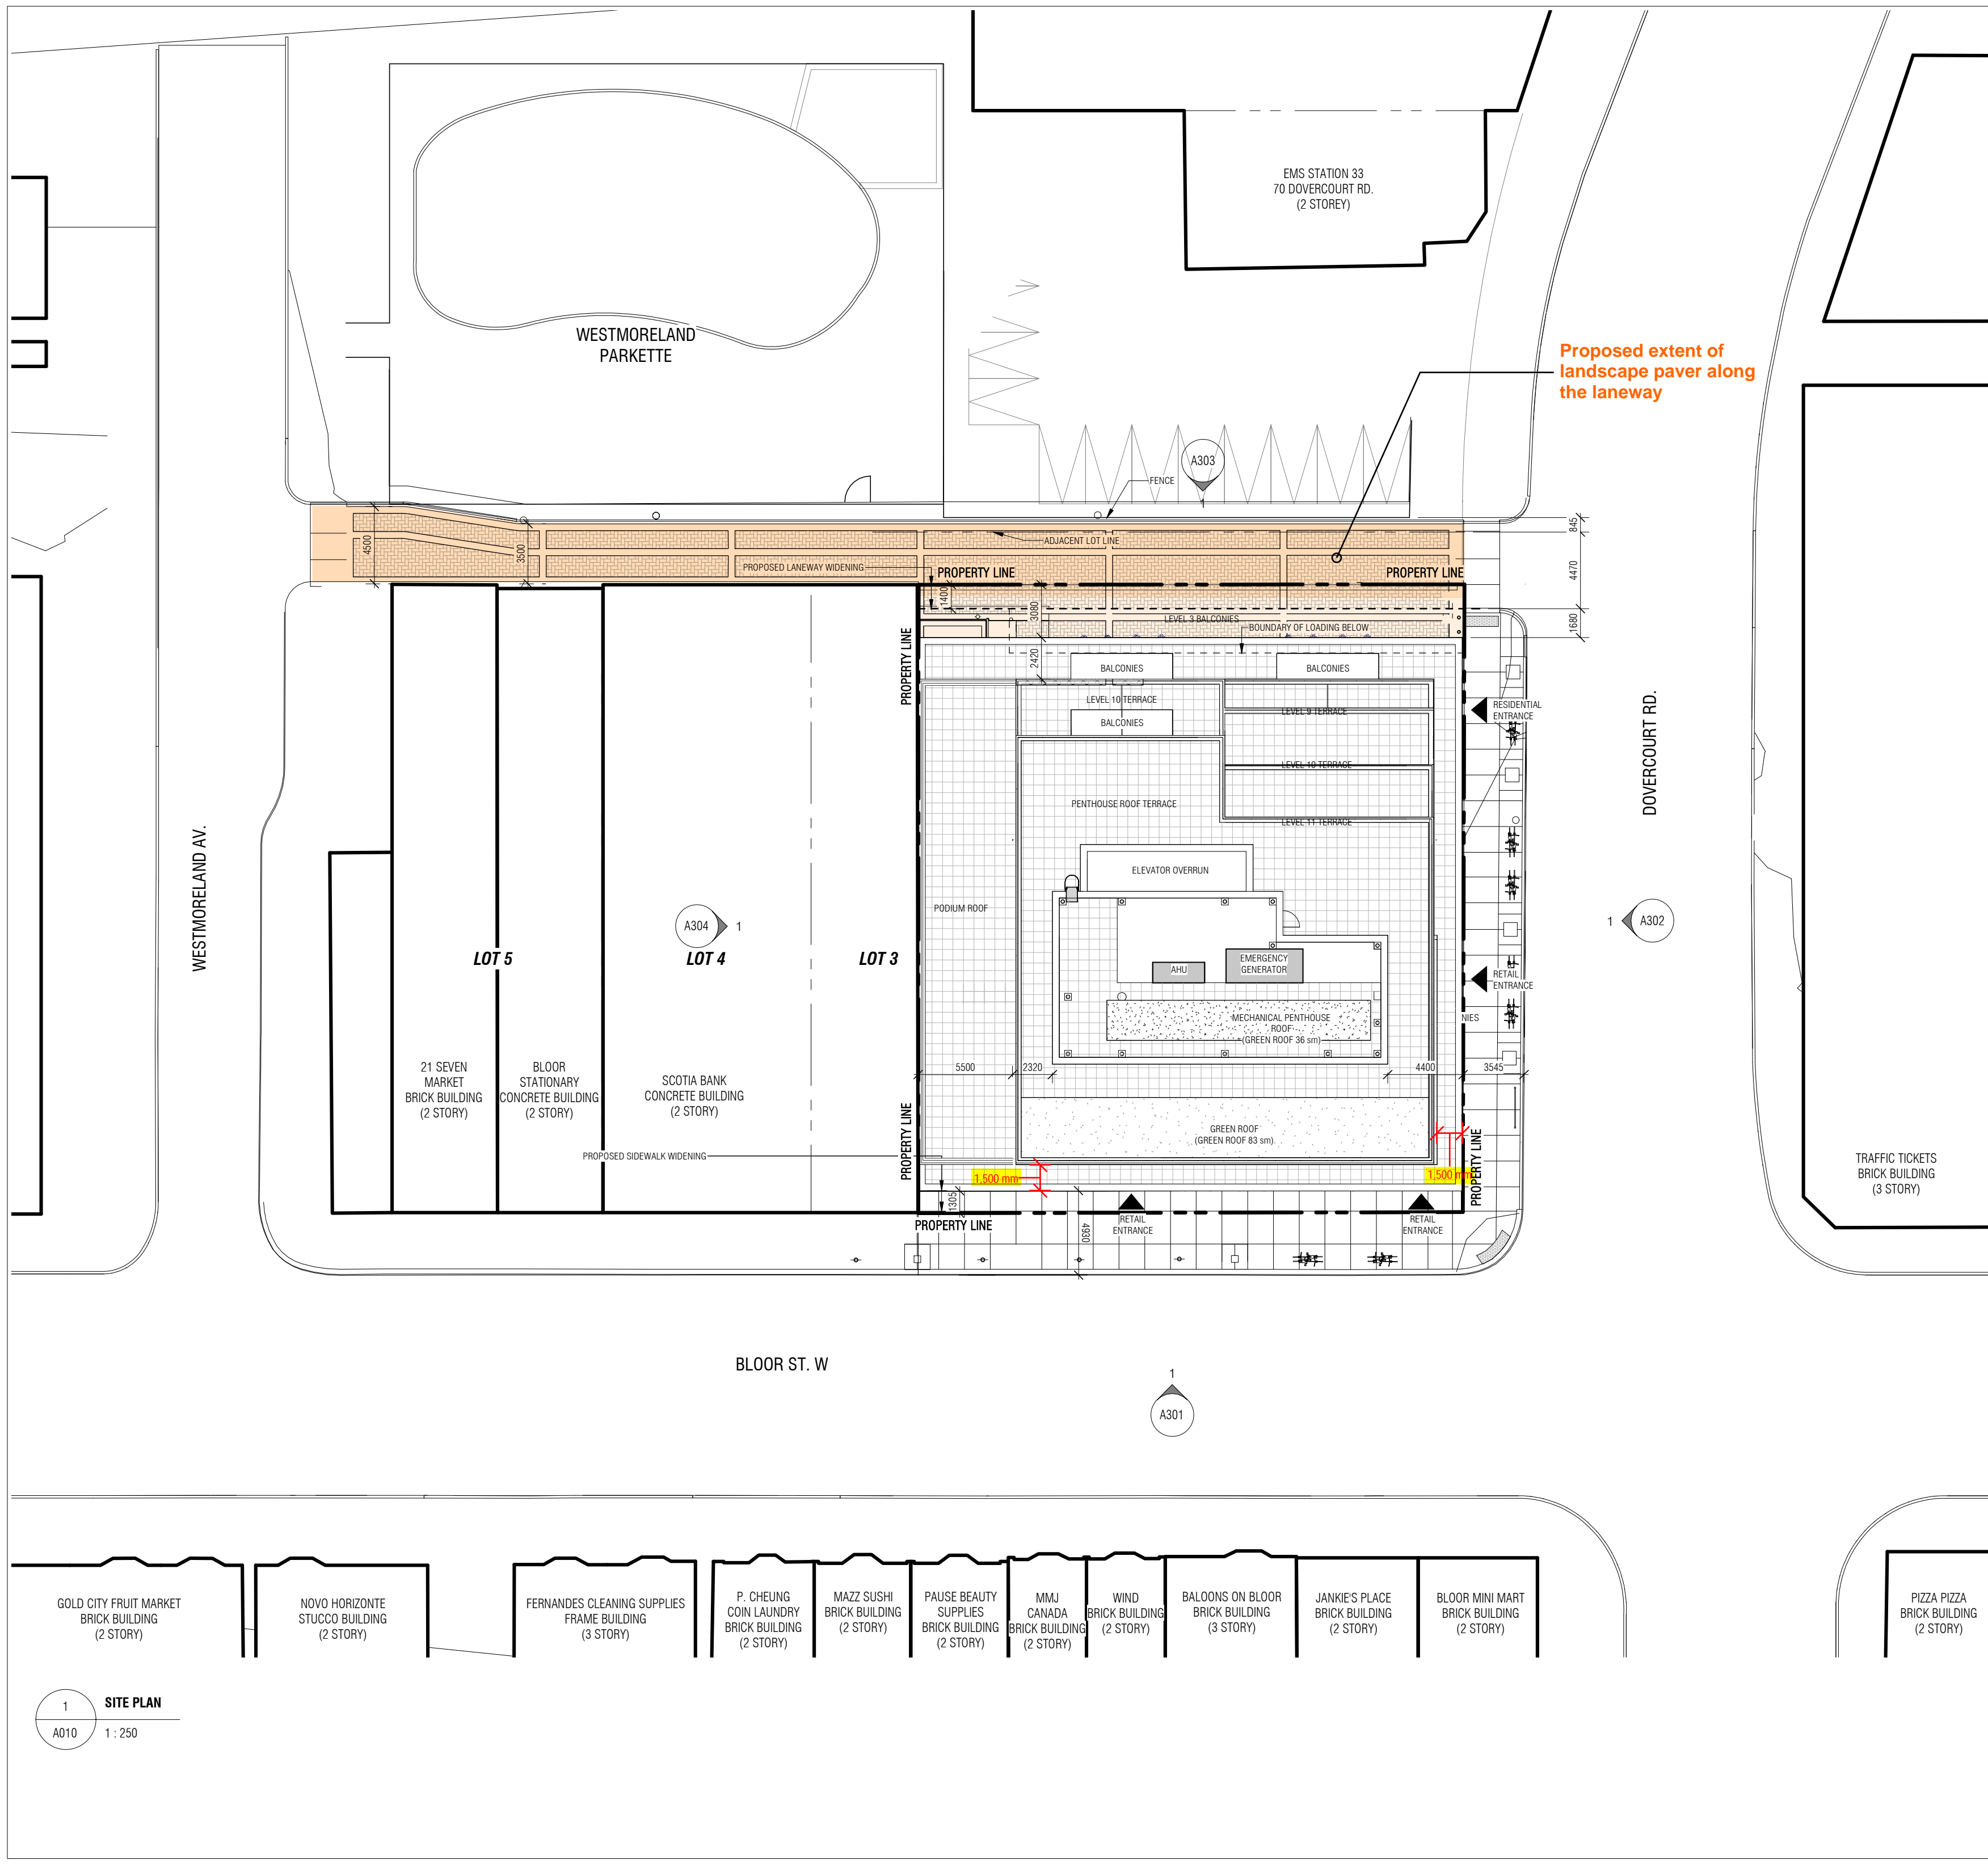 EMS STATION 33
70 DOVERCOURT RD.
(2 STOREY)
WESTMORELAND
PARKETTE
Proposed extent of
landscape paver along
the laneway
A303
1
FENCE
845
4500
3500
ADJACENT LOT LINE
PROPOSED LANEWAY WIDENING
PROPERTY LINE
PROPERTY LINE
4470
1400
3080
LEVEL 3 BALCONIES
BOUNDARY OF LOADING BELOW
1680
PROPERTY LINE
2420
BALCONIES
BALCONIES
LEVEL 10 TERRACE
LEVEL 9 TERRACE
BALCONIES
RESIDENTIAL
ENTRANCE
LEVEL 10 TERRACE
PENTHOUSE ROOF TERRACE
LEVEL 11 TERRACE
DOVERCOURT RD.
WESTMORELAND AV.
ELEVATOR OVERRUN
PODIUM ROOF
A304
1
1
A302
LOT 5
LOT 4
LOT 3
AHU
EMERGENCY
GENERATOR
RETAIL
ENTRANCE
MECHANICAL PENTHOUSE
ROOF
(GREEN ROOF 36 sm)
NIES
21 SEVEN
MARKET
BRICK BUILDING
(2 STORY)
BLOOR
STATIONARY
CONCRETE BUILDING
(2 STORY)
SCOTIA BANK
CONCRETE BUILDING
(2 STORY)
5500
2320
4400
3545
PROPERTY LINE
GREEN ROOF
(GREEN ROOF 83 sm)
PROPERTY LINE
PROPOSED SIDEWALK WIDENING
1,500 mm
1,500 mm
TRAFFIC TICKETS
BRICK BUILDING
(3 STORY)
1305
4930
PROPERTY LINE
RETAIL
ENTRANCE
RETAIL
ENTRANCE
BLOOR ST. W
1
A301
GOLD CITY FRUIT MARKET
BRICK BUILDING
(2 STORY)
NOVO HORIZONTE
STUCCO BUILDING
(2 STORY)
FERNANDES CLEANING SUPPLIES
FRAME BUILDING
(3 STORY)
P. CHEUNG
COIN LAUNDRY
BRICK BUILDING
(2 STORY)
MAZZ SUSHI
BRICK BUILDING
(2 STORY)
PAUSE BEAUTY
SUPPLIES
BRICK BUILDING
(2 STORY)
MMJ
CANADA
BRICK BUILDING
(2 STORY)
WIND
BRICK BUILDING
(2 STORY)
BALOONS ON BLOOR
BRICK BUILDING
(3 STORY)
JANKIE'S PLACE
BRICK BUILDING
(2 STORY)
BLOOR MINI MART
BRICK BUILDING
(2 STORY)
PIZZA PIZZA
BRICK BUILDING
(2 STORY)
1
SITE PLAN
A010
1 : 250